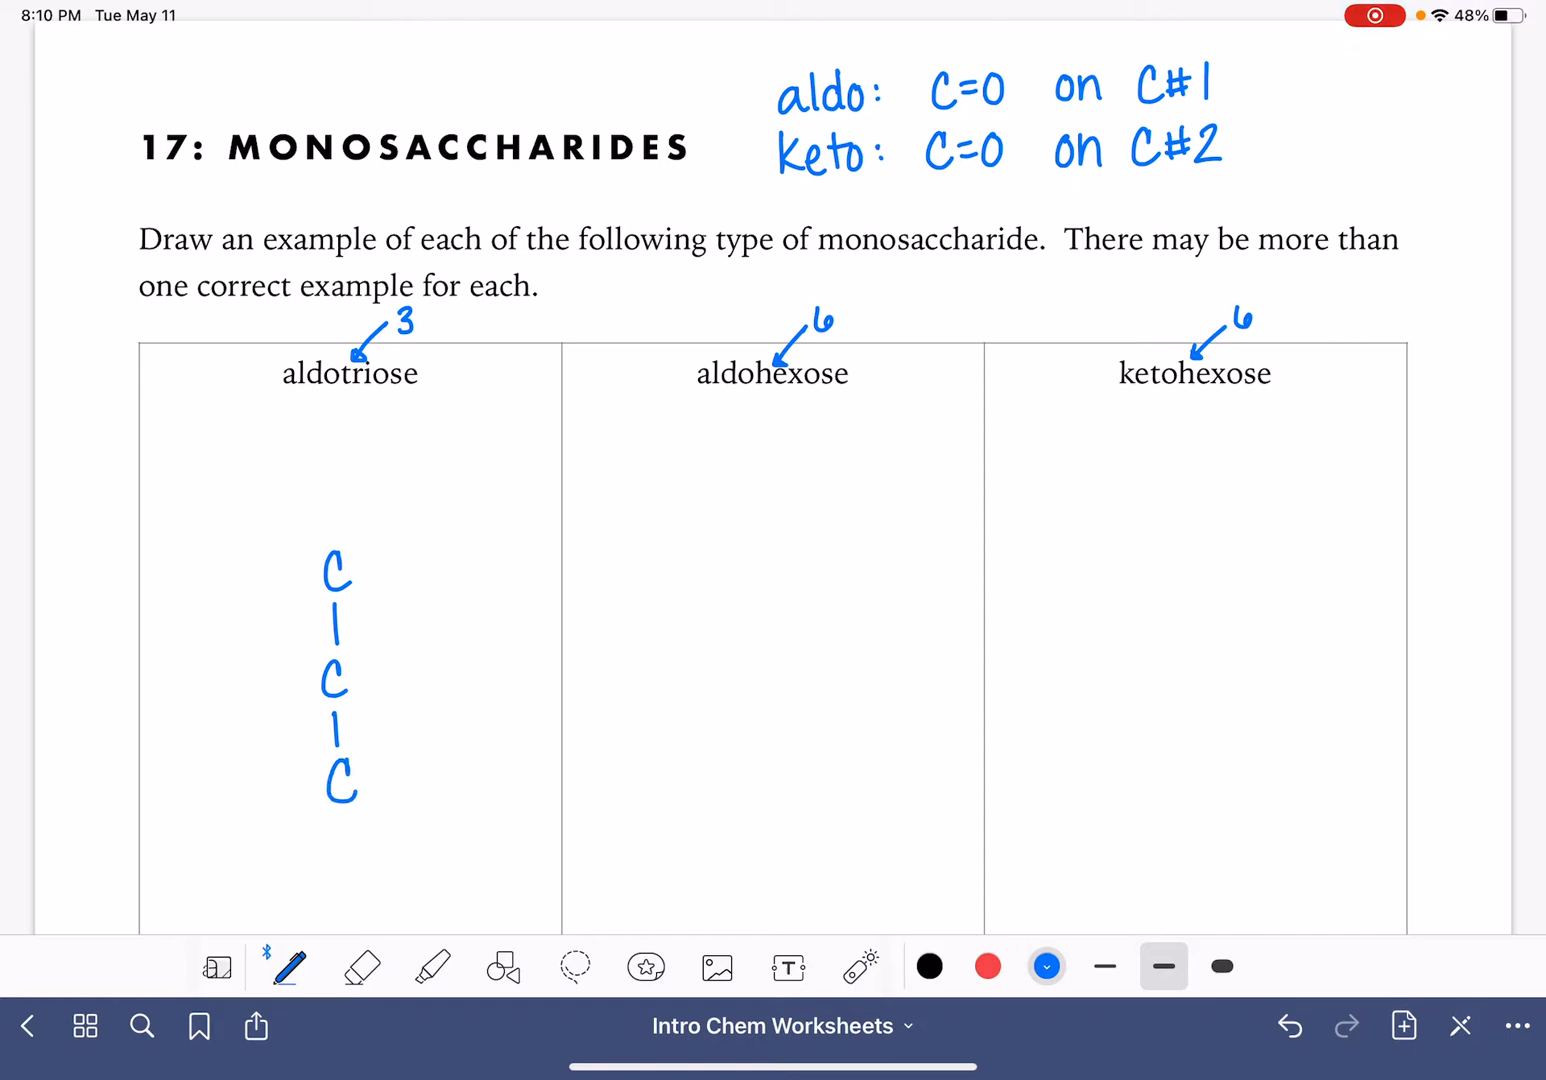 8:10 PM Tue May 11
48%
aldo: C=O on C#1
17: MONOSACCHARIDES
keto: C=O on C#2
Draw an example of each of the following type of monosaccharide. There may be more than
one correct example for each.
3
6
6
aldotriose
aldohexose
ketohexose
C
C
C
T
Intro Chem Worksheets